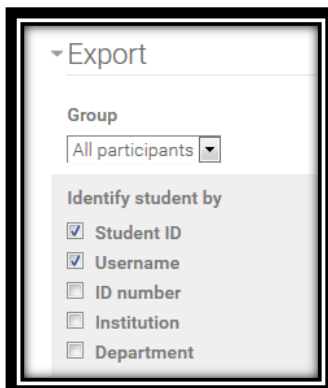 Export
Group
All participants
Identify student by
Student ID
Username
ID number
Institution
Department